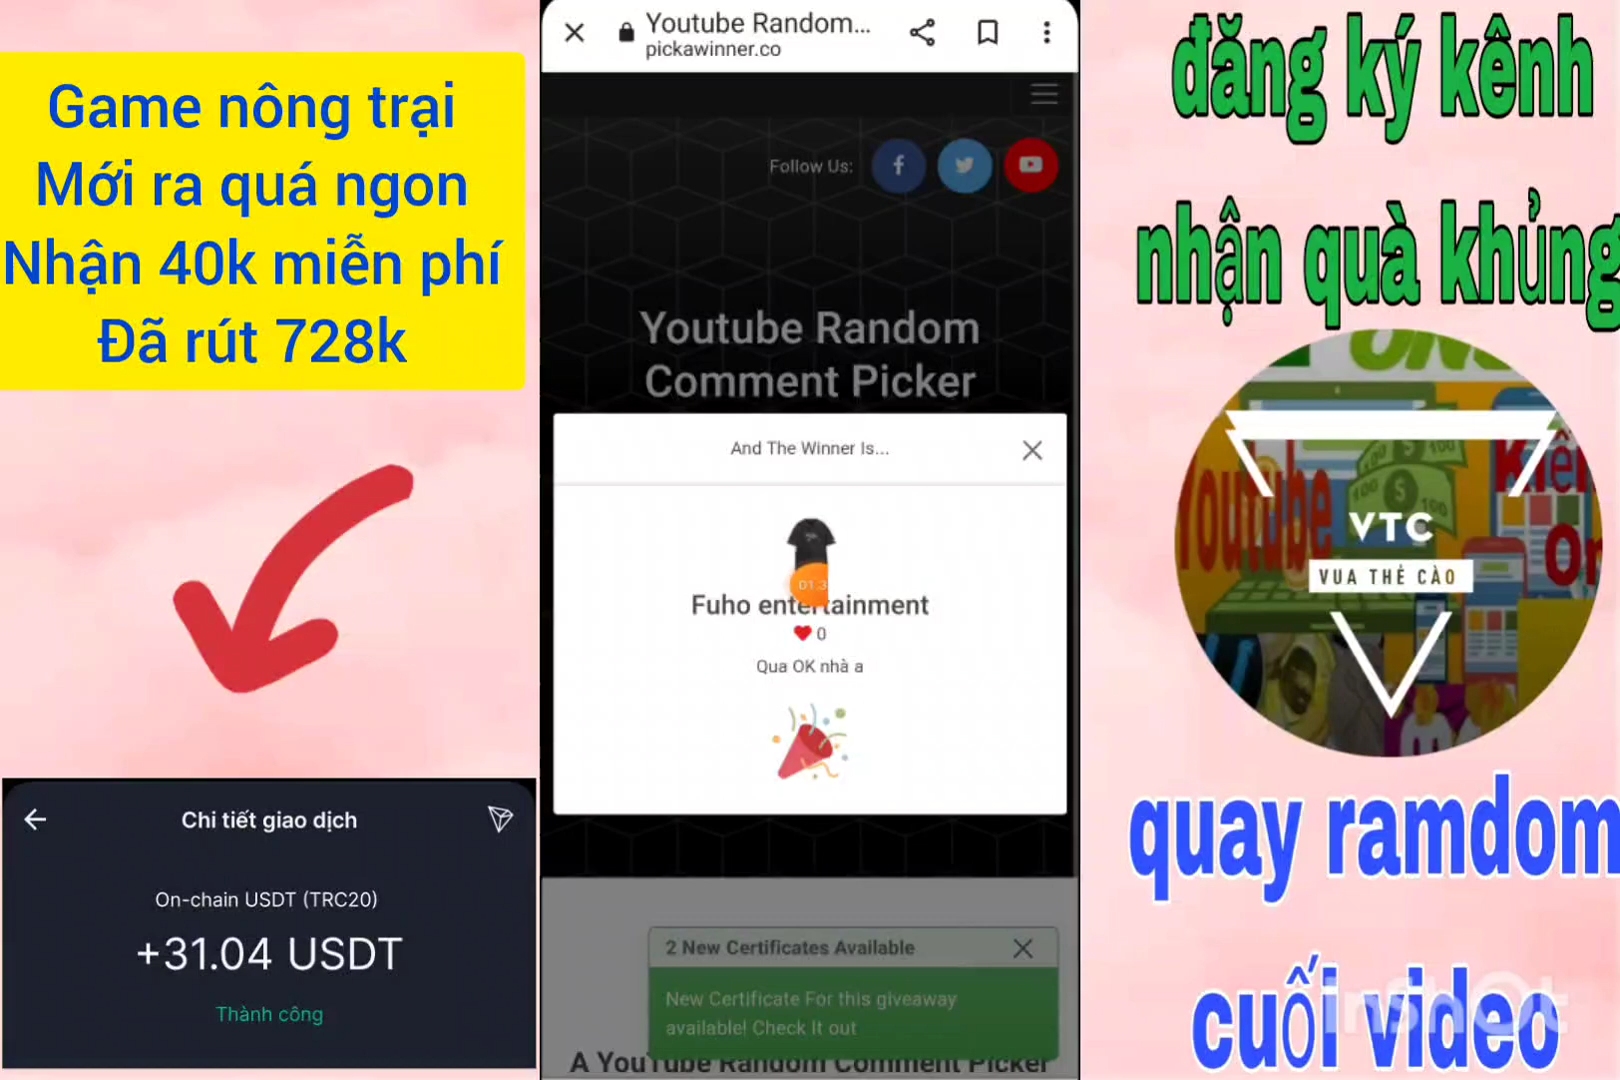 Game nông trại
Mới ra quá ngon
Nhận 40k miễn phí
Đã rút 728k
Chi tiết giao dịch
On-chain USDT (TRC20)
+31.04 USDT
Thành công
Youtube Random...
pickawinner.co
Follow Us:
Youtube Random
Comment Picker
And The Winner Is...
01:3
Fuho entertainment
0
Qua OK nhà a
2 New Certificates Available
New Certificate For this giveaway
available! Check It out
A YouTube Random Comment Picker
đăng ký kênh
nhận quà khủng
Youtube
VTC
VUA THẺ CÀO
quay ramdom
cuối video
InShOt